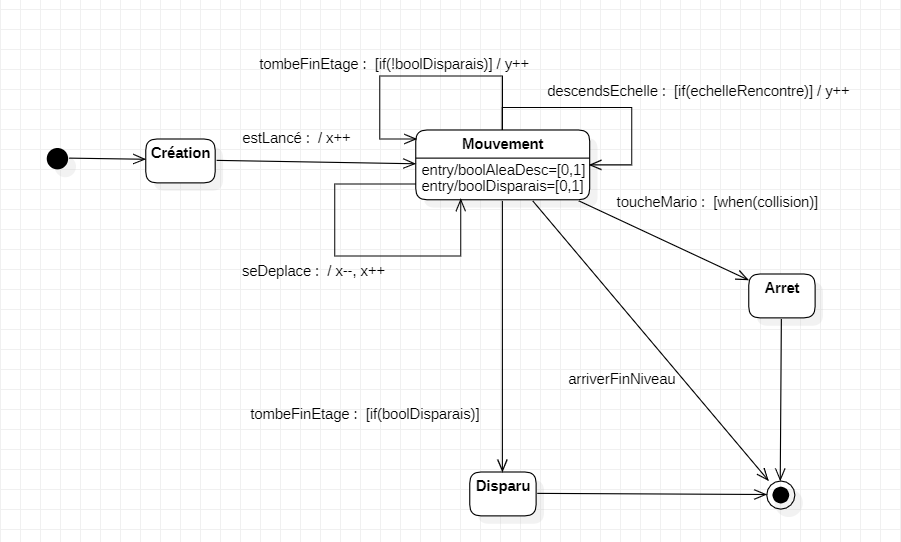 tombeFinEtage :  [if(!boolDisparais)] / y++
descendsEchelle :  [if(echelleRencontre)] / y++
estLancé :  / x++
Création
Mouvement
entry/boolAleaDesc=[0,1]
entry/boolDisparais=[0,1]
toucheMario :  [when(collision)]
seDeplace :  / x--, x++
Arret
arriverFinNiveau
tombeFinEtage :  [if(boolDisparais)]
Disparu